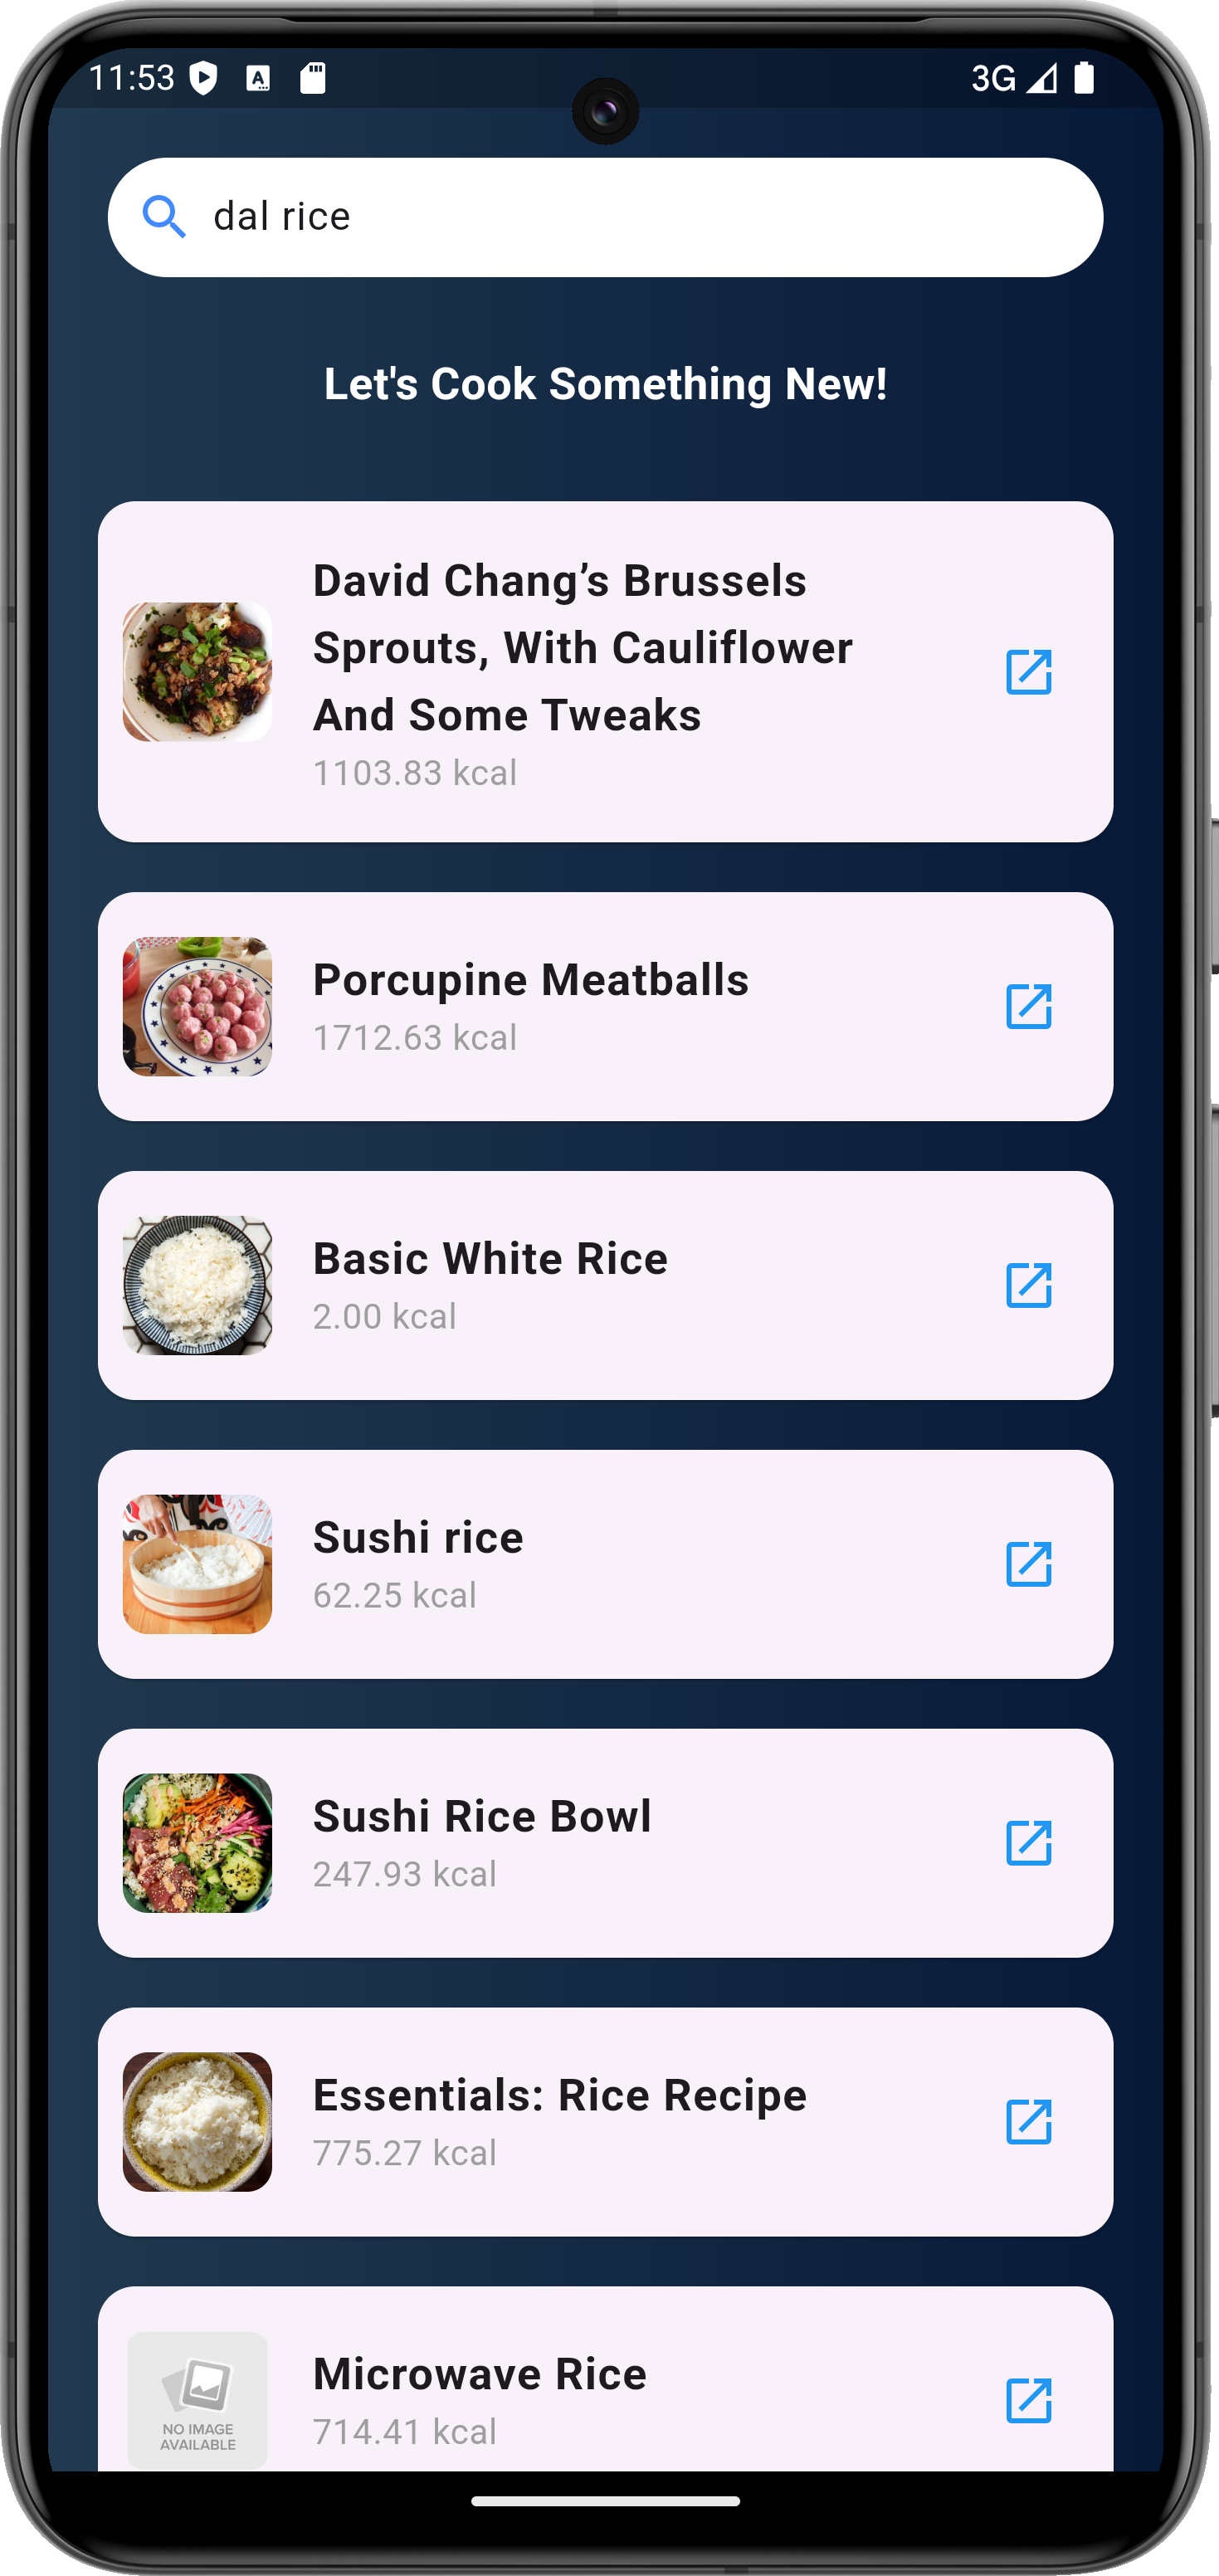 11:53
3G
dal rice
Let's Cook Something New!
David Chang’s Brussels
Sprouts, With Cauliflower
And Some Tweaks
1103.83 kcal
Porcupine Meatballs
1712.63 kcal
Basic White Rice
2.00 kcal
Sushi rice
62.25 kcal
Sushi Rice Bowl
247.93 kcal
Essentials: Rice Recipe
775.27 kcal
Microwave Rice
714.41 kcal
NO IMAGE
AVAILABLE